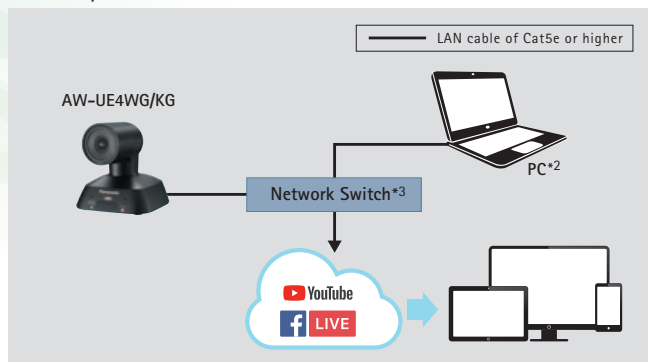 LAN cable of Cat5e or higher
AW-UE4WG/KG
PC*2
Network Switch*3
YouTube
f LIVE